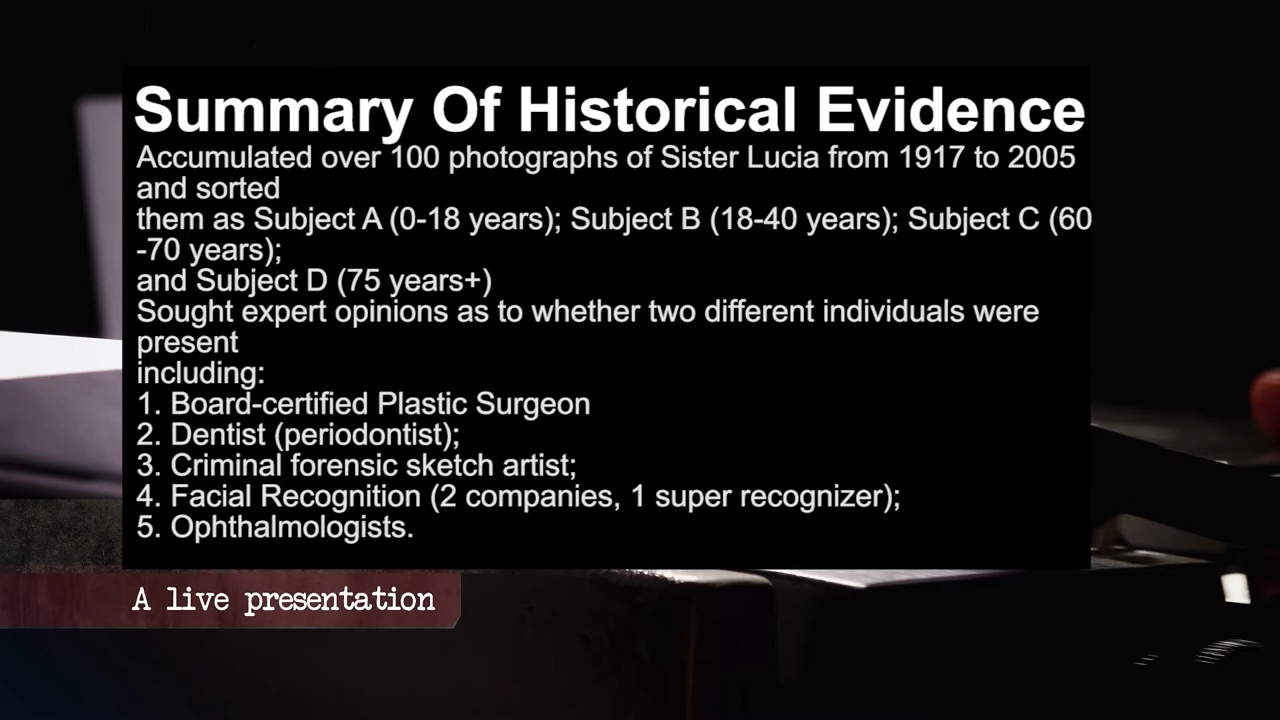 Summary Of Historical Evidence
Accumulated over 100 photographs of Sister Lucia from 1917 to 2005
and sorted
them as Subject A (0-18 years); Subject B (18-40 years); Subject C (60
-70 years);
and Subject D (75 years+)
Sought expert opinions as to whether two different individuals were
present
including:
1. Board-certified Plastic Surgeon
2. Dentist (periodontist);
3. Criminal forensic sketch artist;
4. Facial Recognition (2 companies, 1 super recognizer);
5. Ophthalmologists.
A live presentation